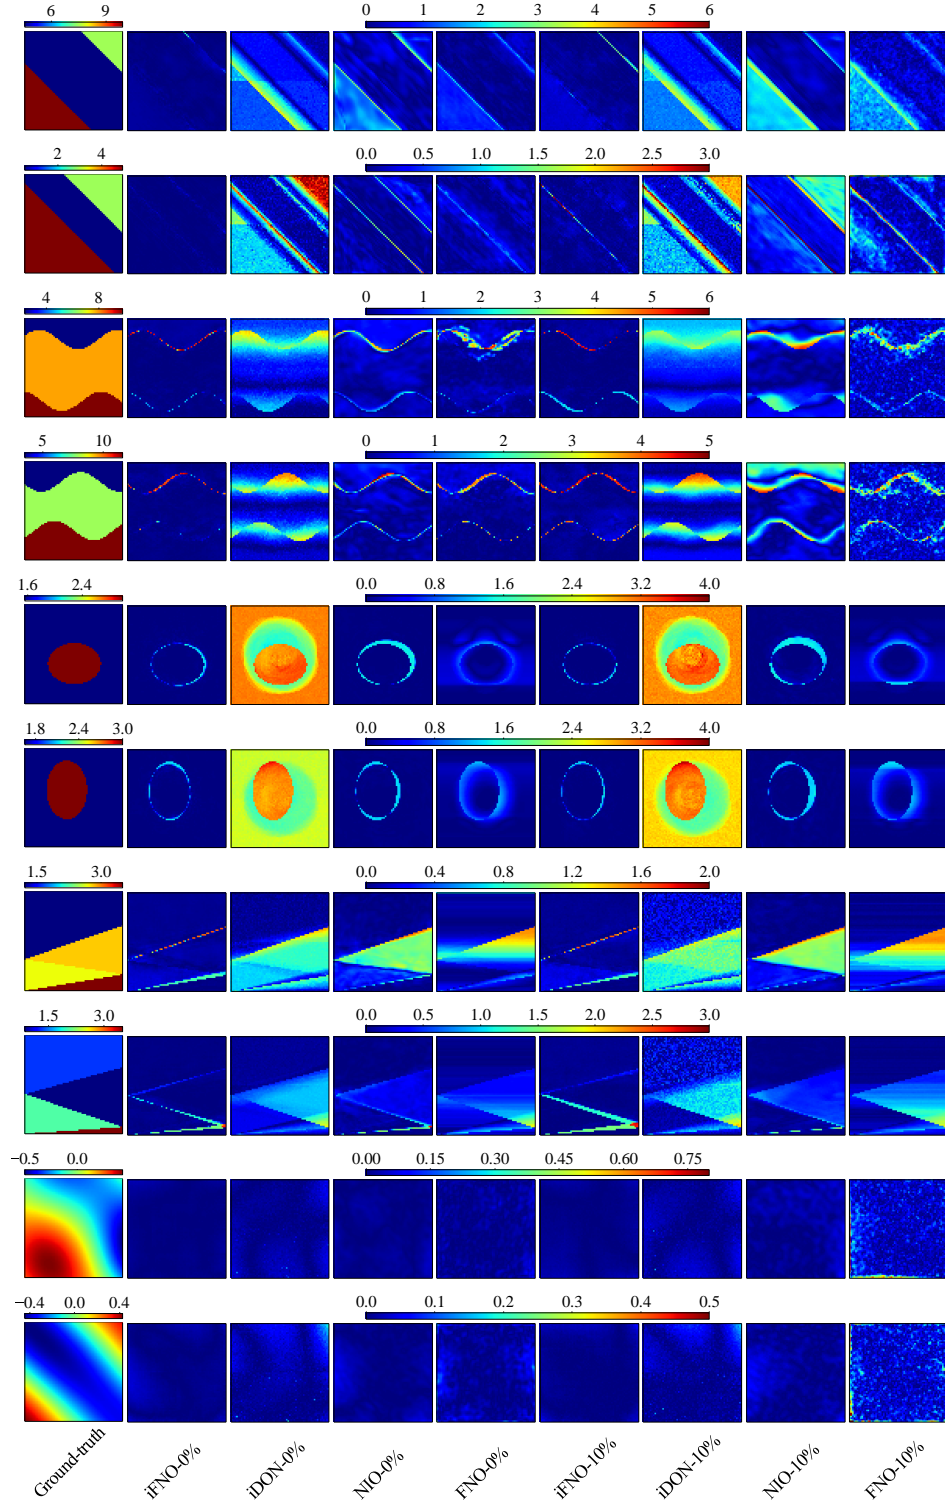 6 9 0 1 2 3 4 5 6
2 4 0.0 0.5 1.0 1.5 2.0 2.5 3.0
4 8 0 1 2 3 4 5 6
5 10 0 1 2 3 4 5
1.6 2.4 0.0 0.8 1.6 2.4 3.2 4.0
1.8 2.4 3.0 0.0 0.8 1.6 2.4 3.2 4.0
1.5 3.0 0.0 0.4 0.8 1.2 1.6 2.0
1.5 3.0 0.0 0.5 1.0 1.5 2.0 2.5 3.0
−0.5 0.0 0.00 0.15 0.30 0.45 0.60 0.75
−0.4 0.0 0.4 0.0 0.1 0.2 0.3 0.4 0.5
Ground-truth iFNO-0% iDON-0% NIO-0% FNO-0% iFNO-10% iDON-10% NIO-10% FNO-10%